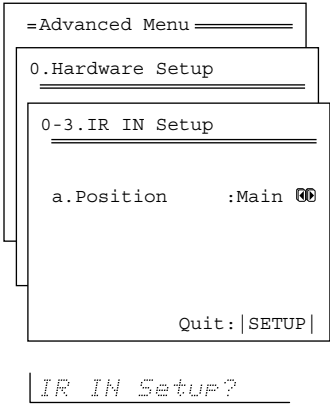 =Advanced Menu
0.Hardware Setup
0-3.IR IN Setup
a.Position :Main
Quit:|SETUP|
IR IN Setup?